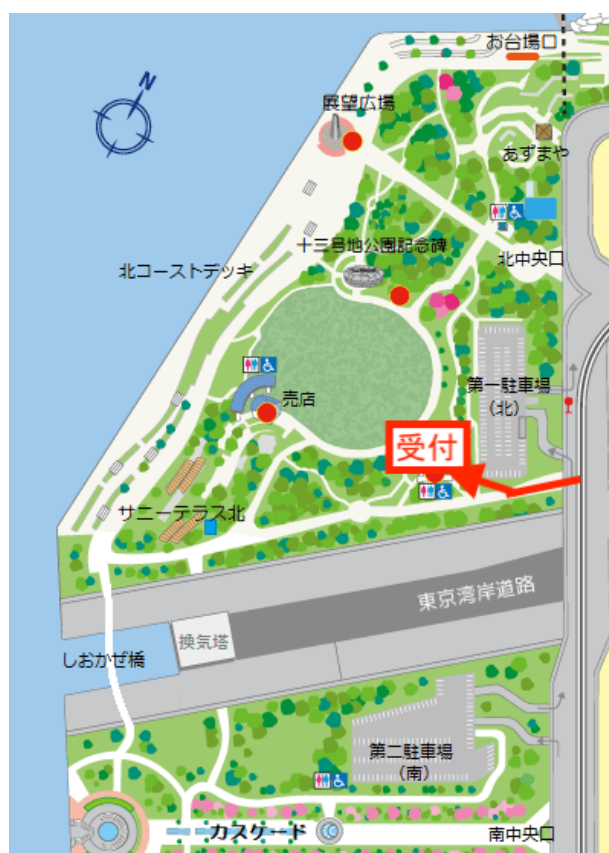 お台場口
N
展望広場
あずまや
十三号地公園記念碑
北中央口
北コーストデッキ
第一駐車場
(北)
売店
受付
サニーテラス北
東京湾岸道路
換気塔
しおかぜ橋
第二駐車場
(南)
カスケード
南中央口